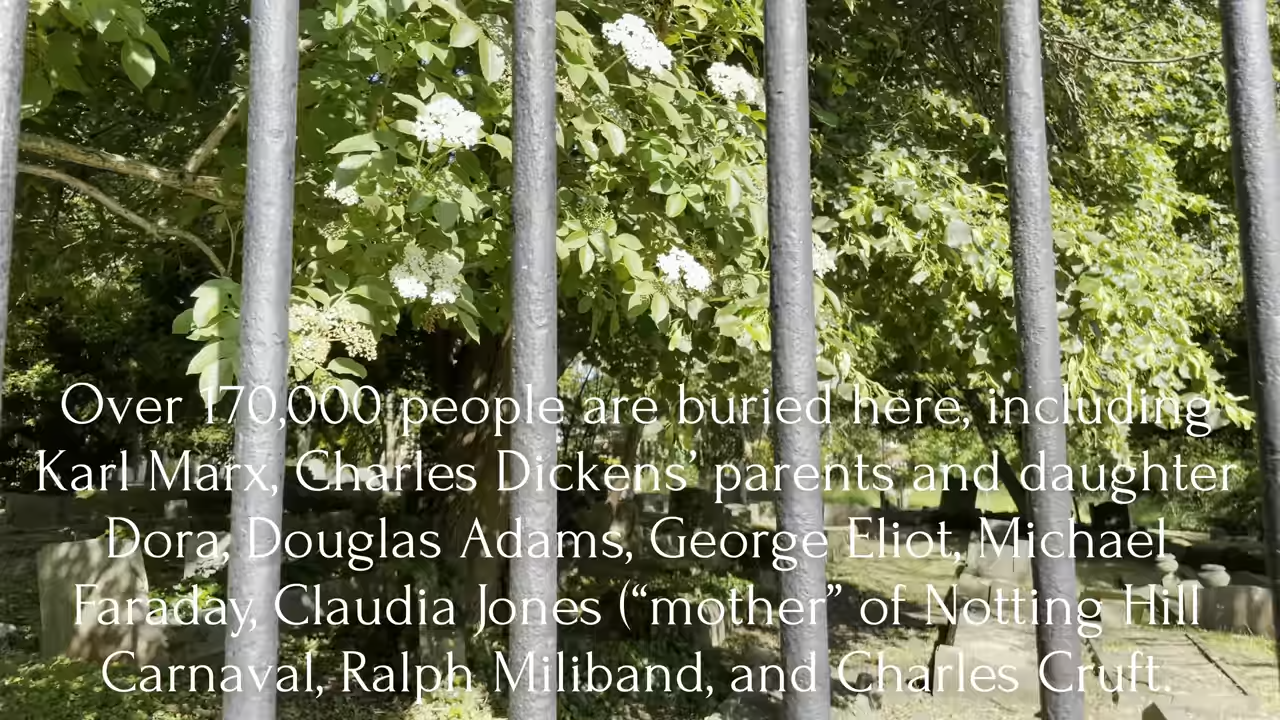 Over 170,000 people are buried here, including
Karl Marx, Charles Dickens’ parents and daughter
Dora, Douglas Adams, George Eliot, Michael
Faraday, Claudia Jones (“mother” of Notting Hill
Carnaval, Ralph Miliband, and Charles Cruft.